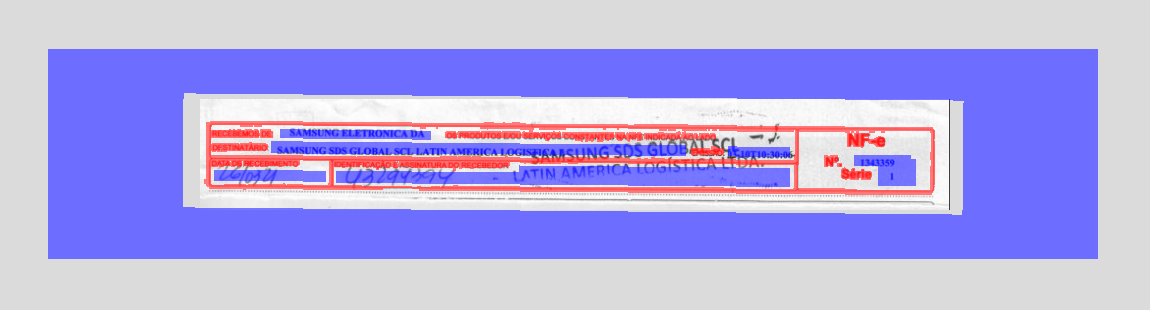 RECEBEMOS DE SAMSUNG ELETRONICA DA OS PRODUTOS E/OU SERVIÇOS CONSTANTES NA NF-E INDICADA AO LADO
DESTINATÁRIO SAMSUNG SDS GLOBAL SCL LATIN AMERICA LOGISTICA
SAMSUNG SDS GLOBAL SCL
LATIN AMERICA LOGÍSTICA LTDA.
DATA DE RECEBIMENTO
IDENTIFICAÇÃO E ASSINATURA DO RECEBEDOR
43294394
NF-e
Nº. 1343359
Série 1